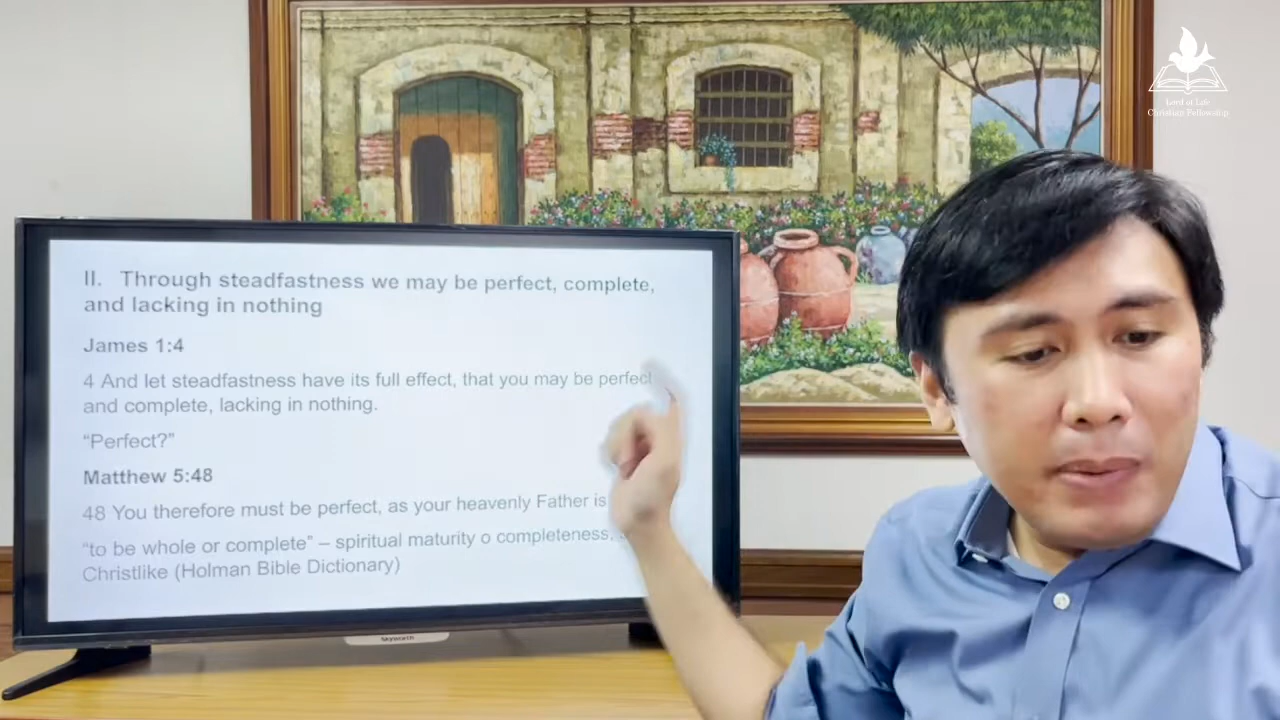 Lord of Life
Christian Fellowship
II. Through steadfastness we may be perfect, complete,
and lacking in nothing
James 1:4
4 And let steadfastness have its full effect, that you may be perfect
and complete, lacking in nothing.
“Perfect?”
Matthew 5:48
48 You therefore must be perfect, as your heavenly Father is
“to be whole or complete” – spiritual maturity o completeness,
Christlike (Holman Bible Dictionary)
skyworth